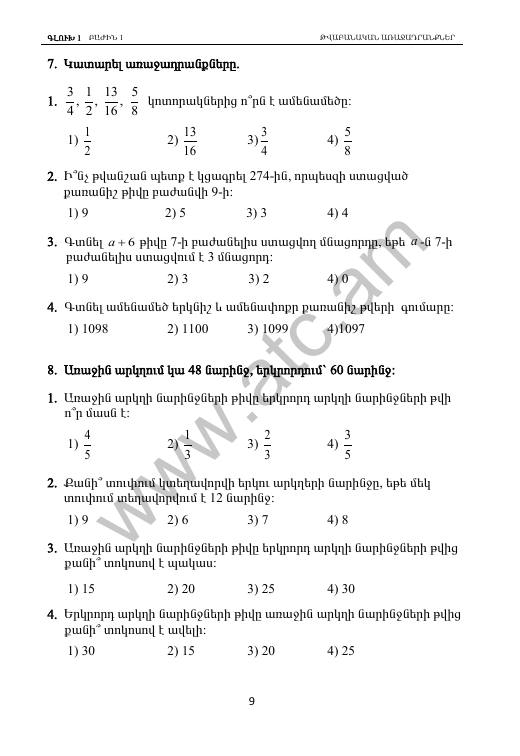 ԳԼՈՒԽ 1 ԲԱԺԻՆ 1 ԹՎԱԲԱՆԱԿԱՆ ԱՌԱՋԱԴՐԱՆՔՆԵՐ
7. Կատարել առաջադրանքները.
1. 3/4, 1/2, 13/16, 5/8 կոտորակներից ո՞րն է ամենամեծը:
1) 1/2 2) 13/16 3) 3/4 4) 5/8
2. Ի՞նչ թվանշան պետք է կցագրել 274-ին, որպեսզի ստացված
քառանիշ թիվը բաժանվի 9-ի:
1) 9 2) 5 3) 3 4) 4
3. Գտնել a + 6 թիվը 7-ի բաժանելիս ստացվող մնացորդը, եթե a -ն 7-ի
բաժանելիս ստացվում է 3 մնացորդ:
1) 9 2) 3 3) 2 4) 0
4. Գտնել ամենամեծ երկնիշ և ամենափոքր քառանիշ թվերի գումարը:
1) 1098 2) 1100 3) 1099 4)1097
8. Առաջին արկղում կա 48 նարինջ, երկրորդում՝ 60 նարինջ:
1. Առաջին արկղի նարինջների թիվը երկրորդ արկղի նարինջների թվի
ո՞ր մասն է:
1) 4/5 2) 1/3 3) 2/3 4) 3/5
2. Քանի՞ տուփում կտեղավորվի երկու արկղերի նարինջը, եթե մեկ
տուփում տեղավորվում է 12 նարինջ:
1) 9 2) 6 3) 7 4) 8
3. Առաջին արկղի նարինջների թիվը երկրորդ արկղի նարինջների թվից
քանի՞ տոկոսով է պակաս:
1) 15 2) 20 3) 25 4) 30
4. Երկրորդ արկղի նարինջների թիվը առաջին արկղի նարինջների թվից
քանի՞ տոկոսով է ավելի:
1) 30 2) 15 3) 20 4) 25
www.atc.am
9